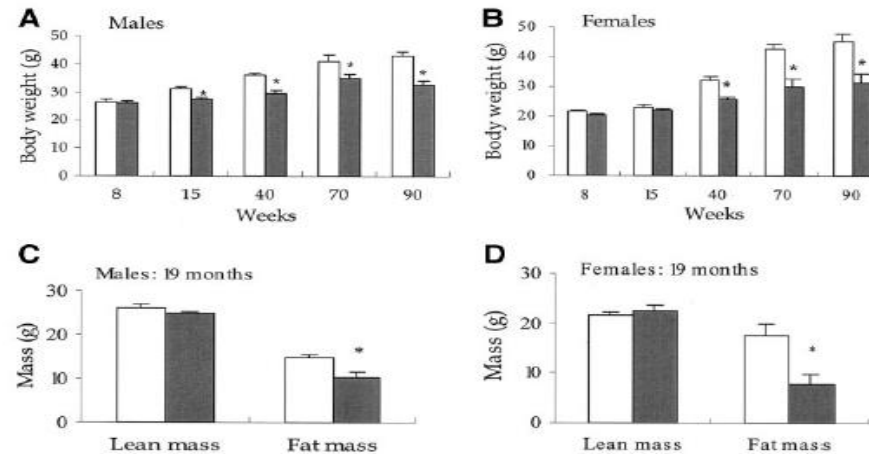 A
Males
50
40
30
20
10
0
Body weight (g)
*
*
*
*
8 15 40 70 90
Weeks
B
Females
50
40
30
20
10
0
Body weight (g)
*
*
*
8 15 40 70 90
Weeks
C
Males: 19 months
30
20
10
0
Mass (g)
*
Lean mass Fat mass
D
Females: 19 months
30
20
10
0
Mass (g)
*
Lean mass Fat mass